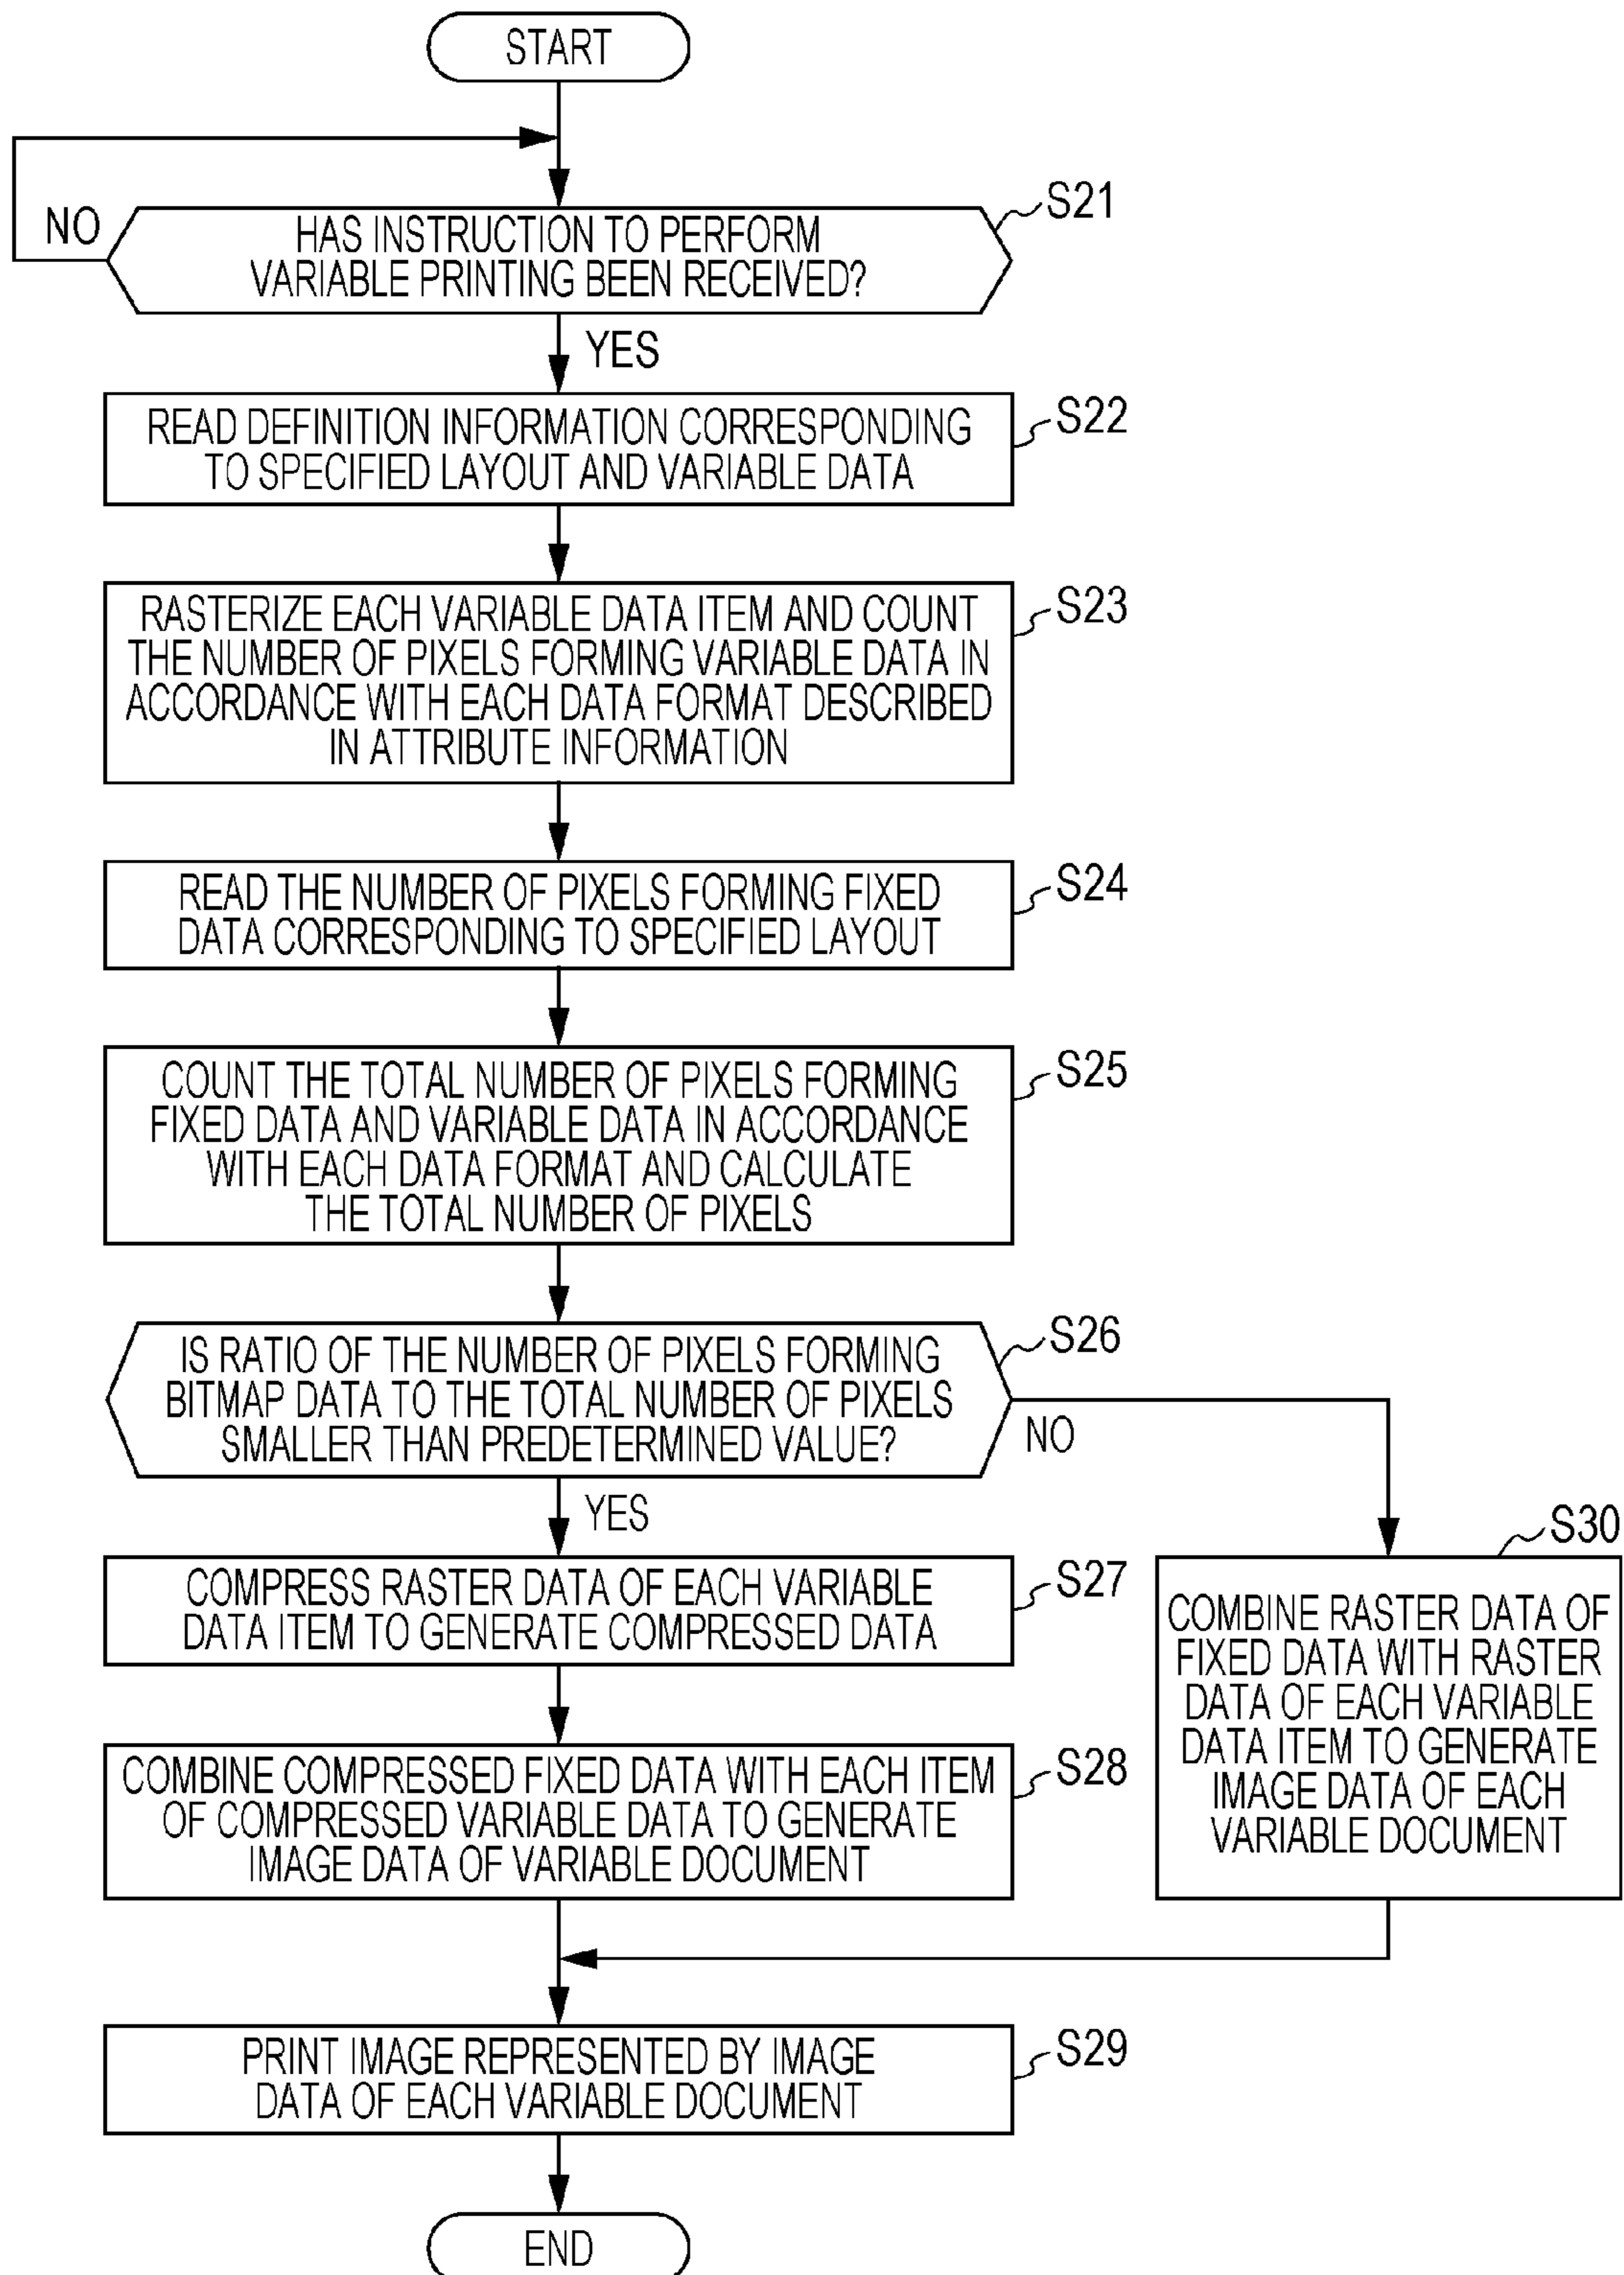 START
NO
S21
HAS INSTRUCTION TO PERFORM
VARIABLE PRINTING BEEN RECEIVED?
YES
S22
READ DEFINITION INFORMATION CORRESPONDING
TO SPECIFIED LAYOUT AND VARIABLE DATA
S23
RASTERIZE EACH VARIABLE DATA ITEM AND COUNT
THE NUMBER OF PIXELS FORMING VARIABLE DATA IN
ACCORDANCE WITH EACH DATA FORMAT DESCRIBED
IN ATTRIBUTE INFORMATION
S24
READ THE NUMBER OF PIXELS FORMING FIXED
DATA CORRESPONDING TO SPECIFIED LAYOUT
S25
COUNT THE TOTAL NUMBER OF PIXELS FORMING
FIXED DATA AND VARIABLE DATA IN ACCORDANCE
WITH EACH DATA FORMAT AND CALCULATE
THE TOTAL NUMBER OF PIXELS
S26
IS RATIO OF THE NUMBER OF PIXELS FORMING
BITMAP DATA TO THE TOTAL NUMBER OF PIXELS
SMALLER THAN PREDETERMINED VALUE?
NO
YES
S27
COMPRESS RASTER DATA OF EACH VARIABLE
DATA ITEM TO GENERATE COMPRESSED DATA
S30
COMBINE RASTER DATA OF
FIXED DATA WITH RASTER
DATA OF EACH VARIABLE
DATA ITEM TO GENERATE
IMAGE DATA OF EACH
VARIABLE DOCUMENT
S28
COMBINE COMPRESSED FIXED DATA WITH EACH ITEM
OF COMPRESSED VARIABLE DATA TO GENERATE
IMAGE DATA OF VARIABLE DOCUMENT
S29
PRINT IMAGE REPRESENTED BY IMAGE
DATA OF EACH VARIABLE DOCUMENT
END